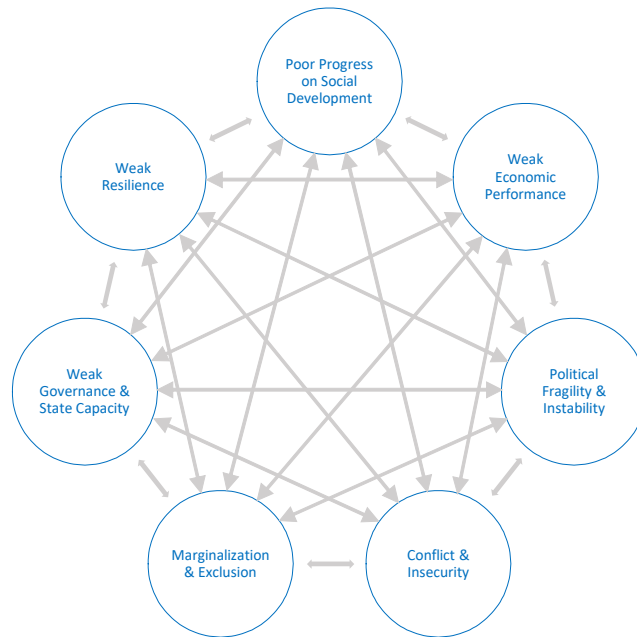 Poor Progress
on Social
Development
Weak
Resilience
Weak
Economic
Performance
Weak
Governance &
State Capacity
Political
Fragility &
Instability
Marginalization
& Exclusion
Conflict &
Insecurity